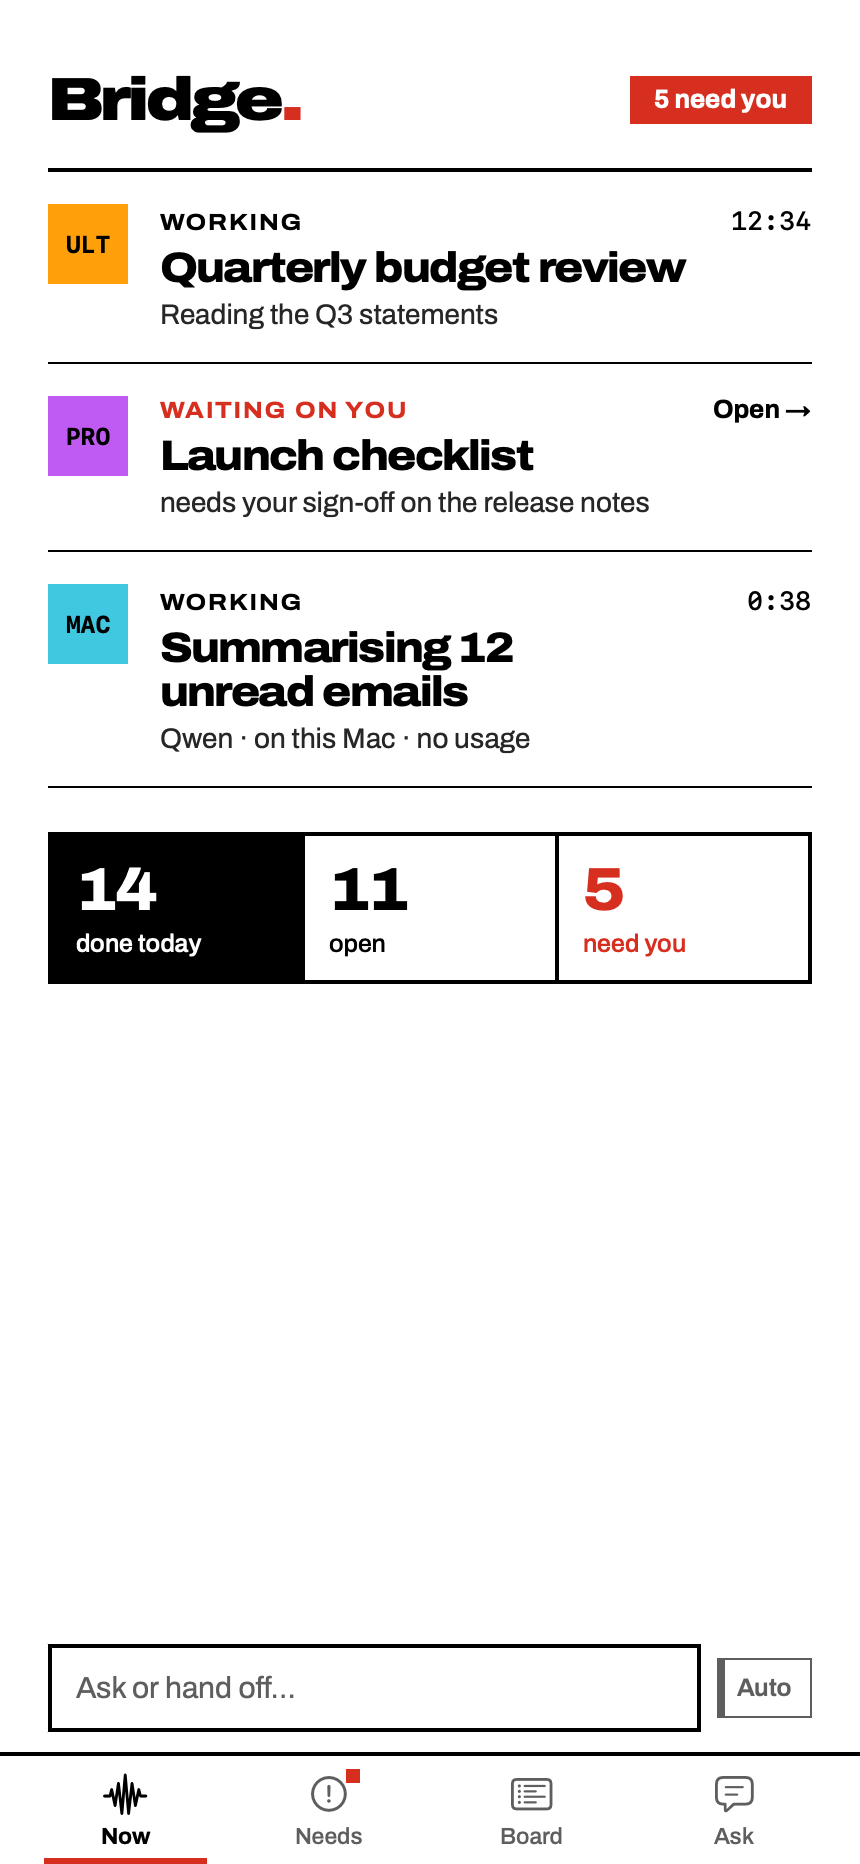 Bridge.
5 need you
ULT
WORKING
12:34
Quarterly budget review
Reading the Q3 statements
PRO
WAITING ON YOU
Open →
Launch checklist
needs your sign-off on the release notes
MAC
WORKING
0:38
Summarising 12
unread emails
Qwen · on this Mac · no usage
14
done today
11
open
5
need you
Ask or hand off...
Auto
Now
Needs
Board
Ask